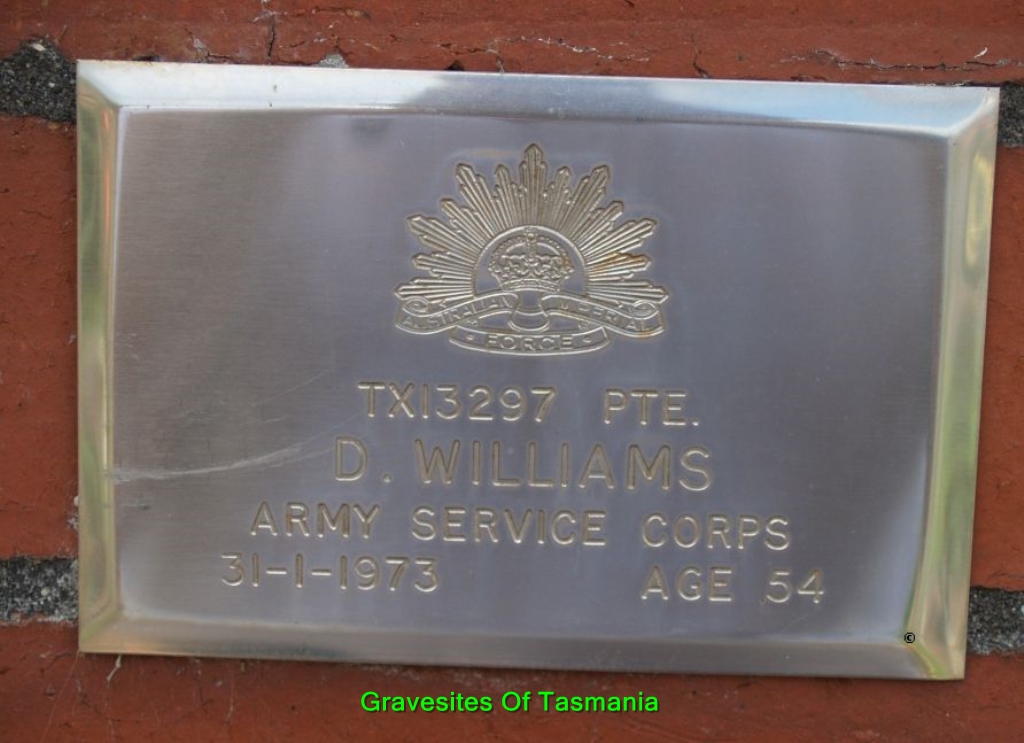 AUSTRALIAN IMPERIAL
FORCE
TX13297 PTE.
D. WILLIAMS
ARMY SERVICE CORPS
31-1-1973 AGE 54
©
Gravesites Of Tasmania